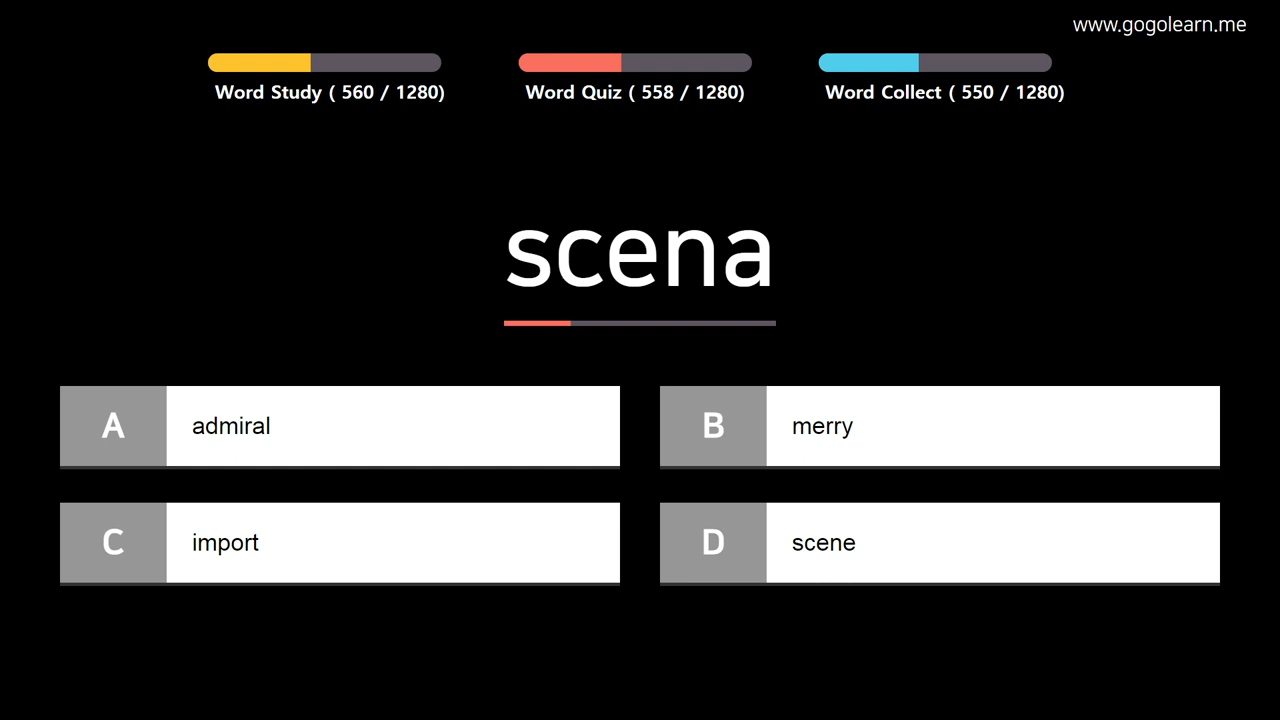 www.gogolearn.me
Word Study ( 560 / 1280)
Word Quiz ( 558 / 1280)
Word Collect ( 550 / 1280)
scena
A
admiral
B
merry
C
import
D
scene